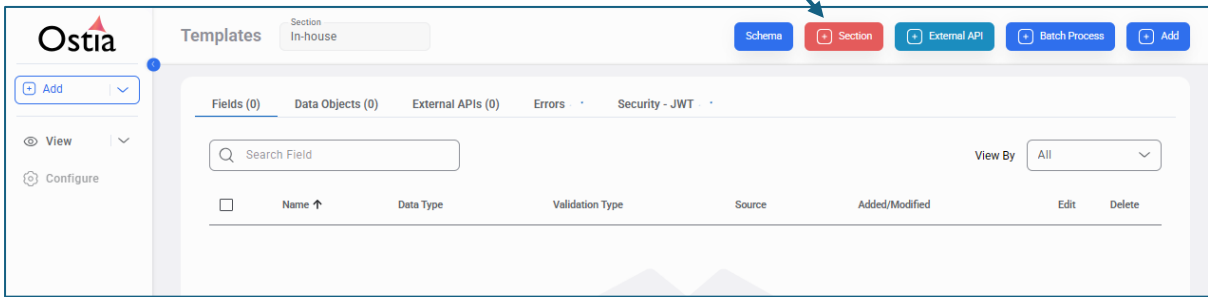 Ostia
Templates
Section
In-house
Schema
Section
External API
Batch Process
Add
Add
View
Configure
Fields (0) Data Objects (0) External APIs (0) Errors Security - JWT
Search Field
View By All
Name Data Type Validation Type Source Added/Modified Edit Delete